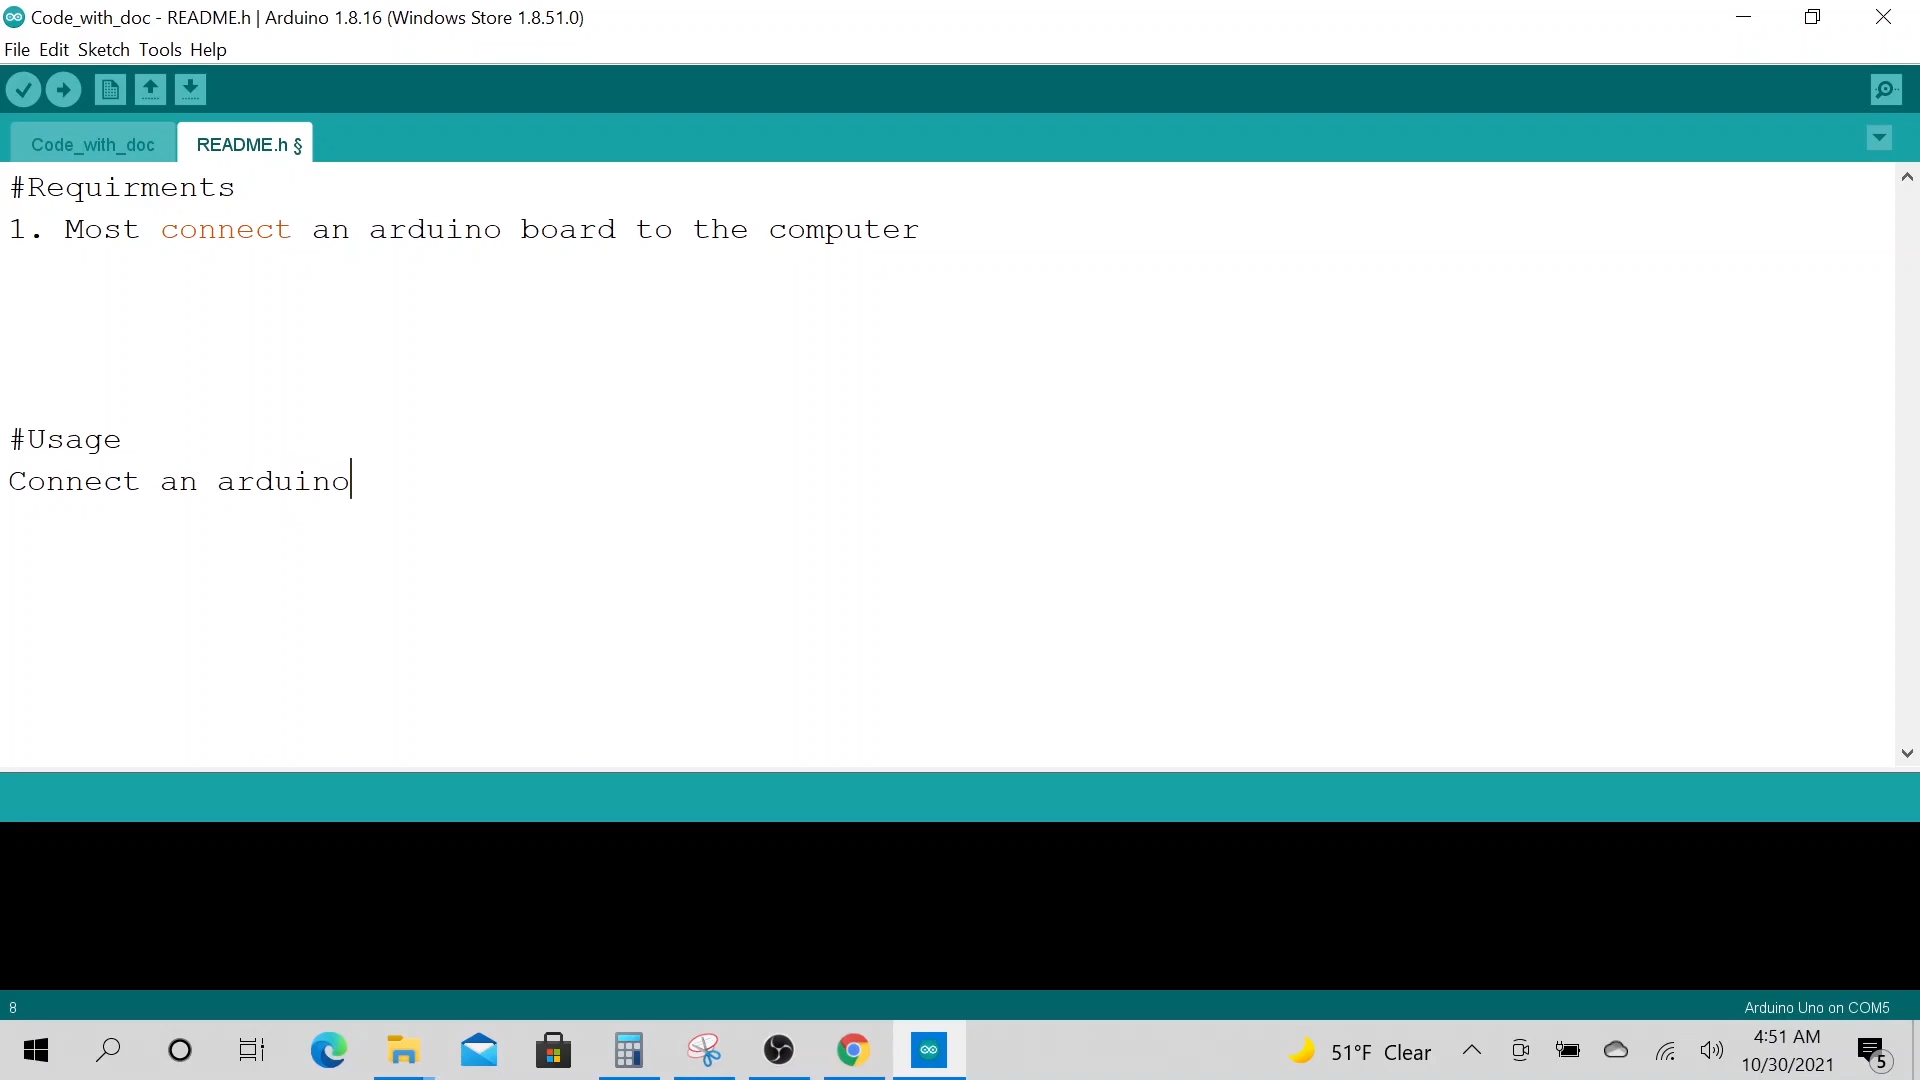 Code_with_doc - README.h | Arduino 1.8.16 (Windows Store 1.8.51.0)
File Edit Sketch Tools Help
Code_with_doc README.h §
#Requirments
1. Most connect an arduino board to the computer
#Usage
Connect an arduino
8 Arduino Uno on COM5
51°F Clear
4:51 AM
10/30/2021
5